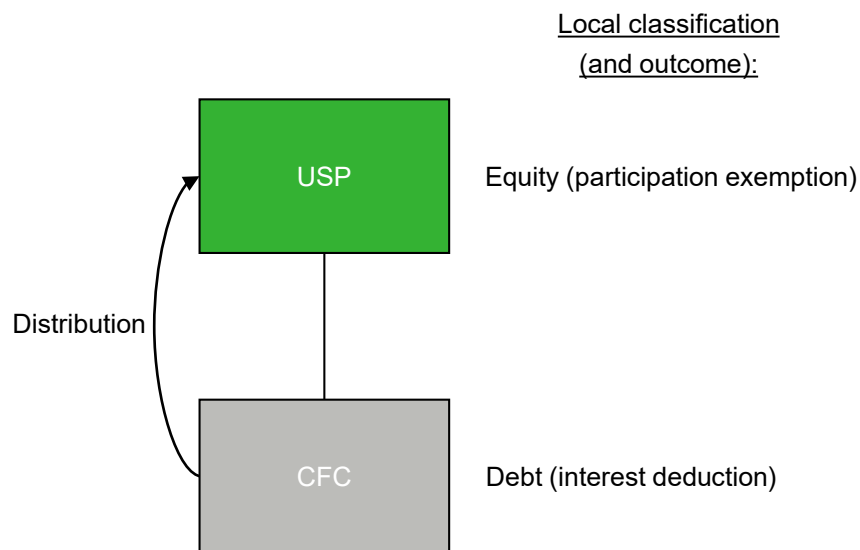 Local classification
(and outcome):
USP
Equity (participation exemption)
Distribution
CFC
Debt (interest deduction)